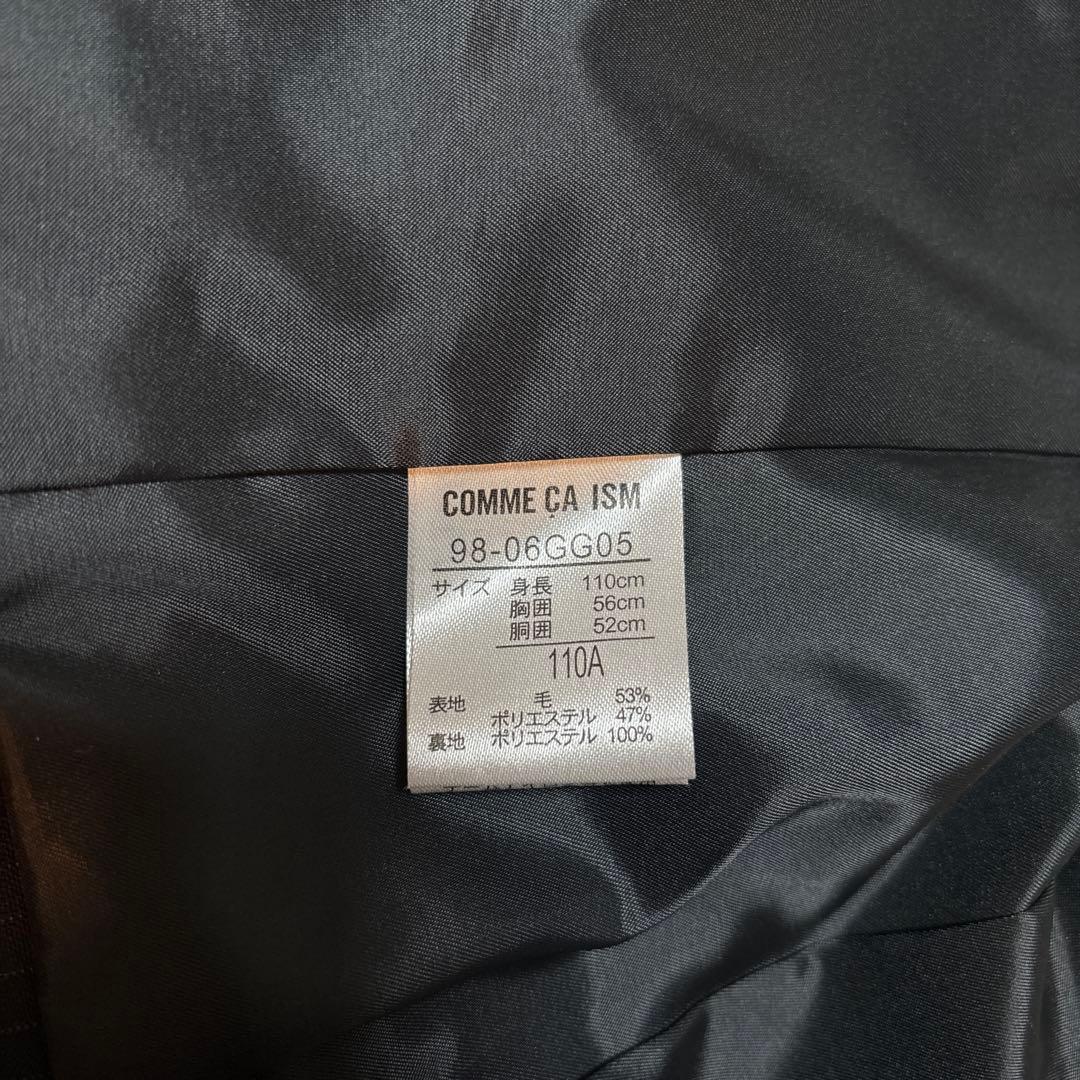 COMME ÇA ISM
98-06GG05
サイズ 身長 110cm
胸囲 56cm
胴囲 52cm
110A
表地 毛 53%
ポリエステル 47%
裏地 ポリエステル 100%